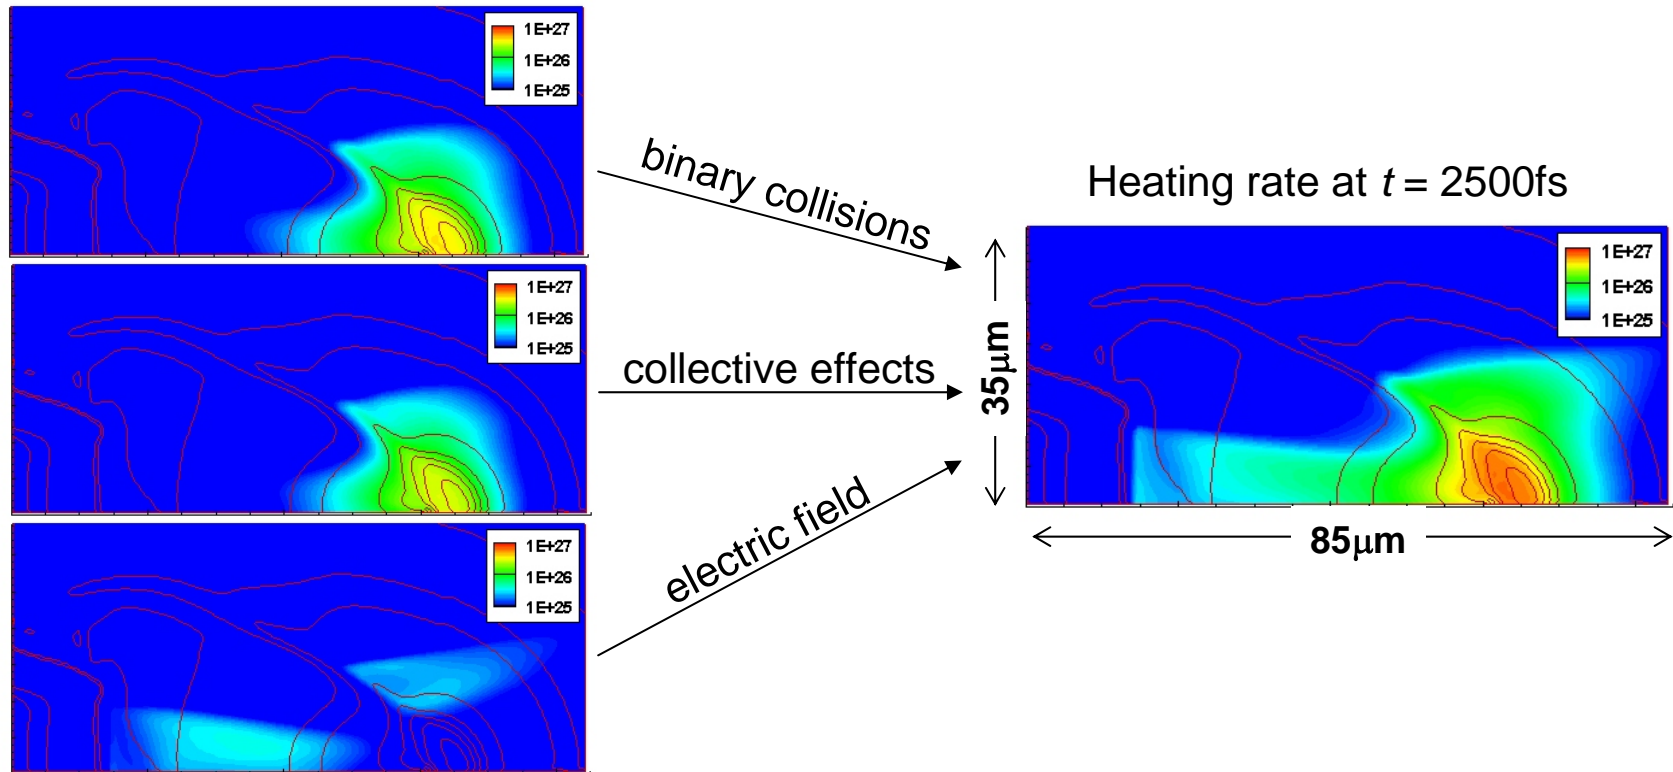 1E+27
1E+26
1E+25
binary collisions
Heating rate at t = 2500fs
1E+27
1E+26
1E+25
1E+27
1E+26
1E+25
collective effects
35μm
85μm
1E+27
1E+26
1E+25
electric field